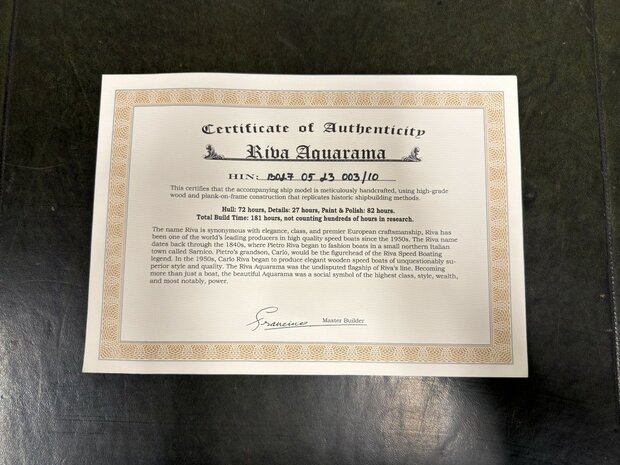 Certificate of Authenticity
Riva Aquarama
HIN: B027 05 23 003/10
This certifies that the accompanying ship model is meticulously handcrafted, using high-grade
wood and plank-on-frame construction that replicates historic shipbuilding methods.
Hull: 72 hours, Details: 27 hours, Paint & Polish: 82 hours.
Total Build Time: 181 hours, not counting hundreds of hours in research.
The name Riva is synonymous with elegance, class, and premier European craftsmanship, Riva has
been one of the world's leading producers in high quality speed boats since the 1950s. The Riva name
dates back through the 1840s, where Pietro Riva began to fashion boats in a small northern Italian
town called Sarnico. Pietro's grandson, Carlo, would be the figurehead of the Riva Speed Boating
legend. In the 1950s, Carlo Riva began to produce elegant wooden speed boats of unquestionably su-
perior style and quality. The Riva Aquarama was the undisputed flagship of Riva's line. Becoming
more than just a boat, the beautiful Aquarama was a social symbol of the highest class, style, wealth,
and most notably, power.
Francisco Master Builder